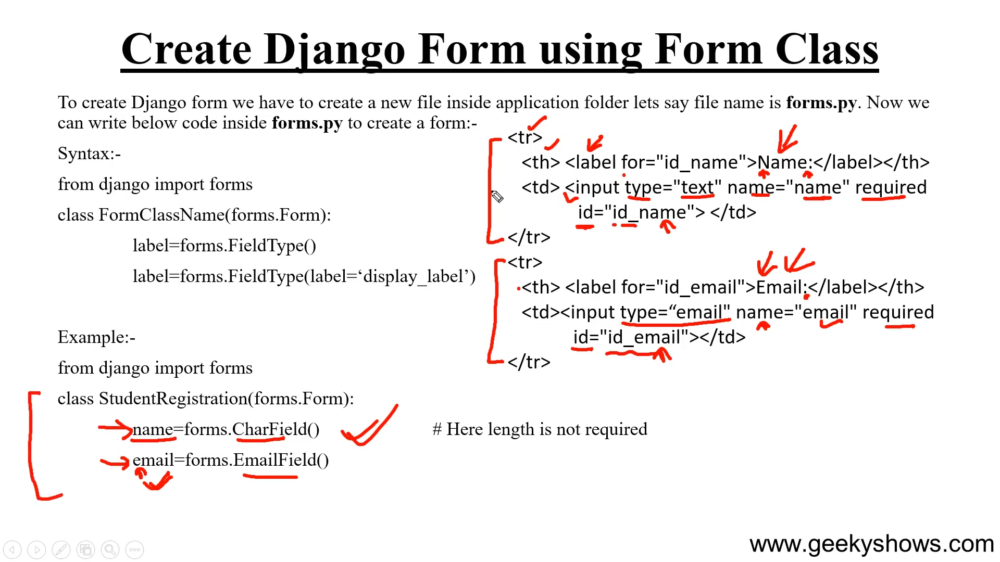 Create Django Form using Form Class
To create Django form we have to create a new file inside application folder lets say file name is forms.py. Now we
can write below code inside forms.py to create a form:-
Syntax:-
from django import forms
class FormClassName(forms.Form):
label=forms.FieldType()
label=forms.FieldType(label=‘display_label’)
Example:-
from django import forms
class StudentRegistration(forms.Form):
name=forms.CharField() # Here length is not required
email=forms.EmailField()
<tr>
<th> <label for="id_name">Name:</label></th>
<td> <input type="text" name="name" required
id="id_name"> </td>
</tr>
<tr>
<th> <label for="id_email">Email:</label></th>
<td><input type=“email" name="email" required
id="id_email"></td>
</tr>
www.geekyshows.com